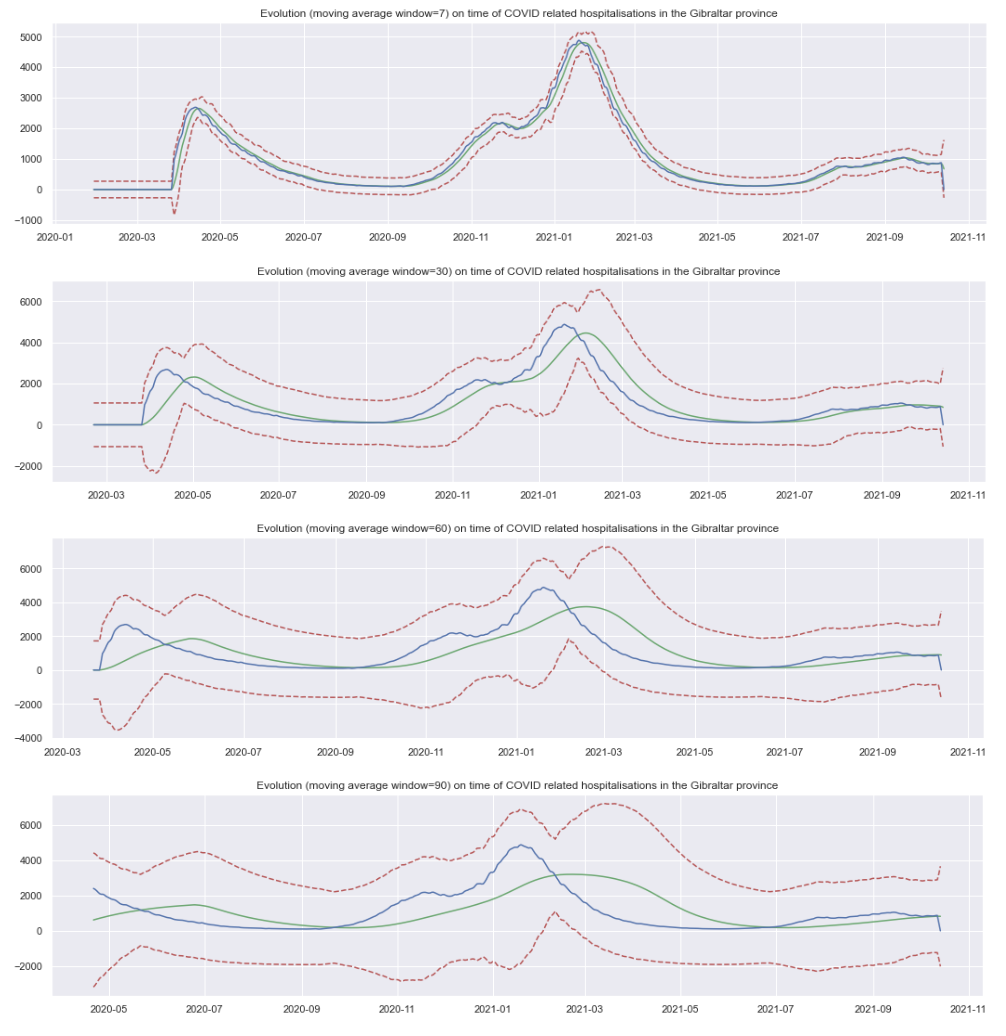 Evolution (moving average window=7) on time of COVID related hospitalisations in the Gibraltar province
5000
4000
3000
2000
1000
0
−1000
2020-01 2020-03 2020-05 2020-07 2020-09 2020-11 2021-01 2021-03 2021-05 2021-07 2021-09 2021-11
Evolution (moving average window=30) on time of COVID related hospitalisations in the Gibraltar province
6000
4000
2000
0
−2000
2020-03 2020-05 2020-07 2020-09 2020-11 2021-01 2021-03 2021-05 2021-07 2021-09 2021-11
Evolution (moving average window=60) on time of COVID related hospitalisations in the Gibraltar province
6000
4000
2000
0
−2000
−4000
2020-03 2020-05 2020-07 2020-09 2020-11 2021-01 2021-03 2021-05 2021-07 2021-09 2021-11
Evolution (moving average window=90) on time of COVID related hospitalisations in the Gibraltar province
6000
4000
2000
0
−2000
2020-05 2020-07 2020-09 2020-11 2021-01 2021-03 2021-05 2021-07 2021-09 2021-11